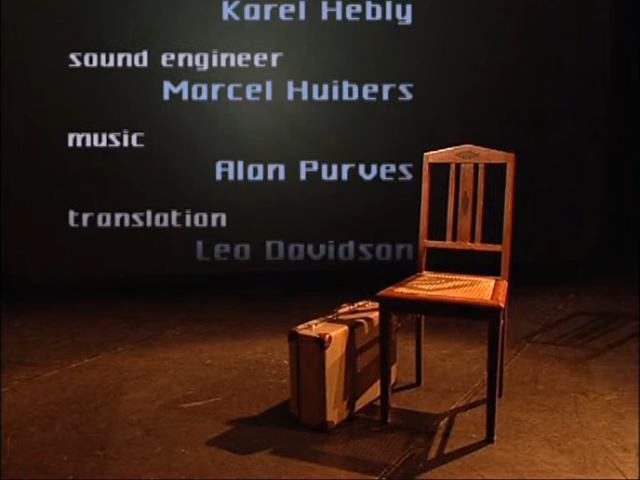 Karel Hebly
sound engineer
Marcel Huibers
music
Alan Purves
translation
Leo Davidson